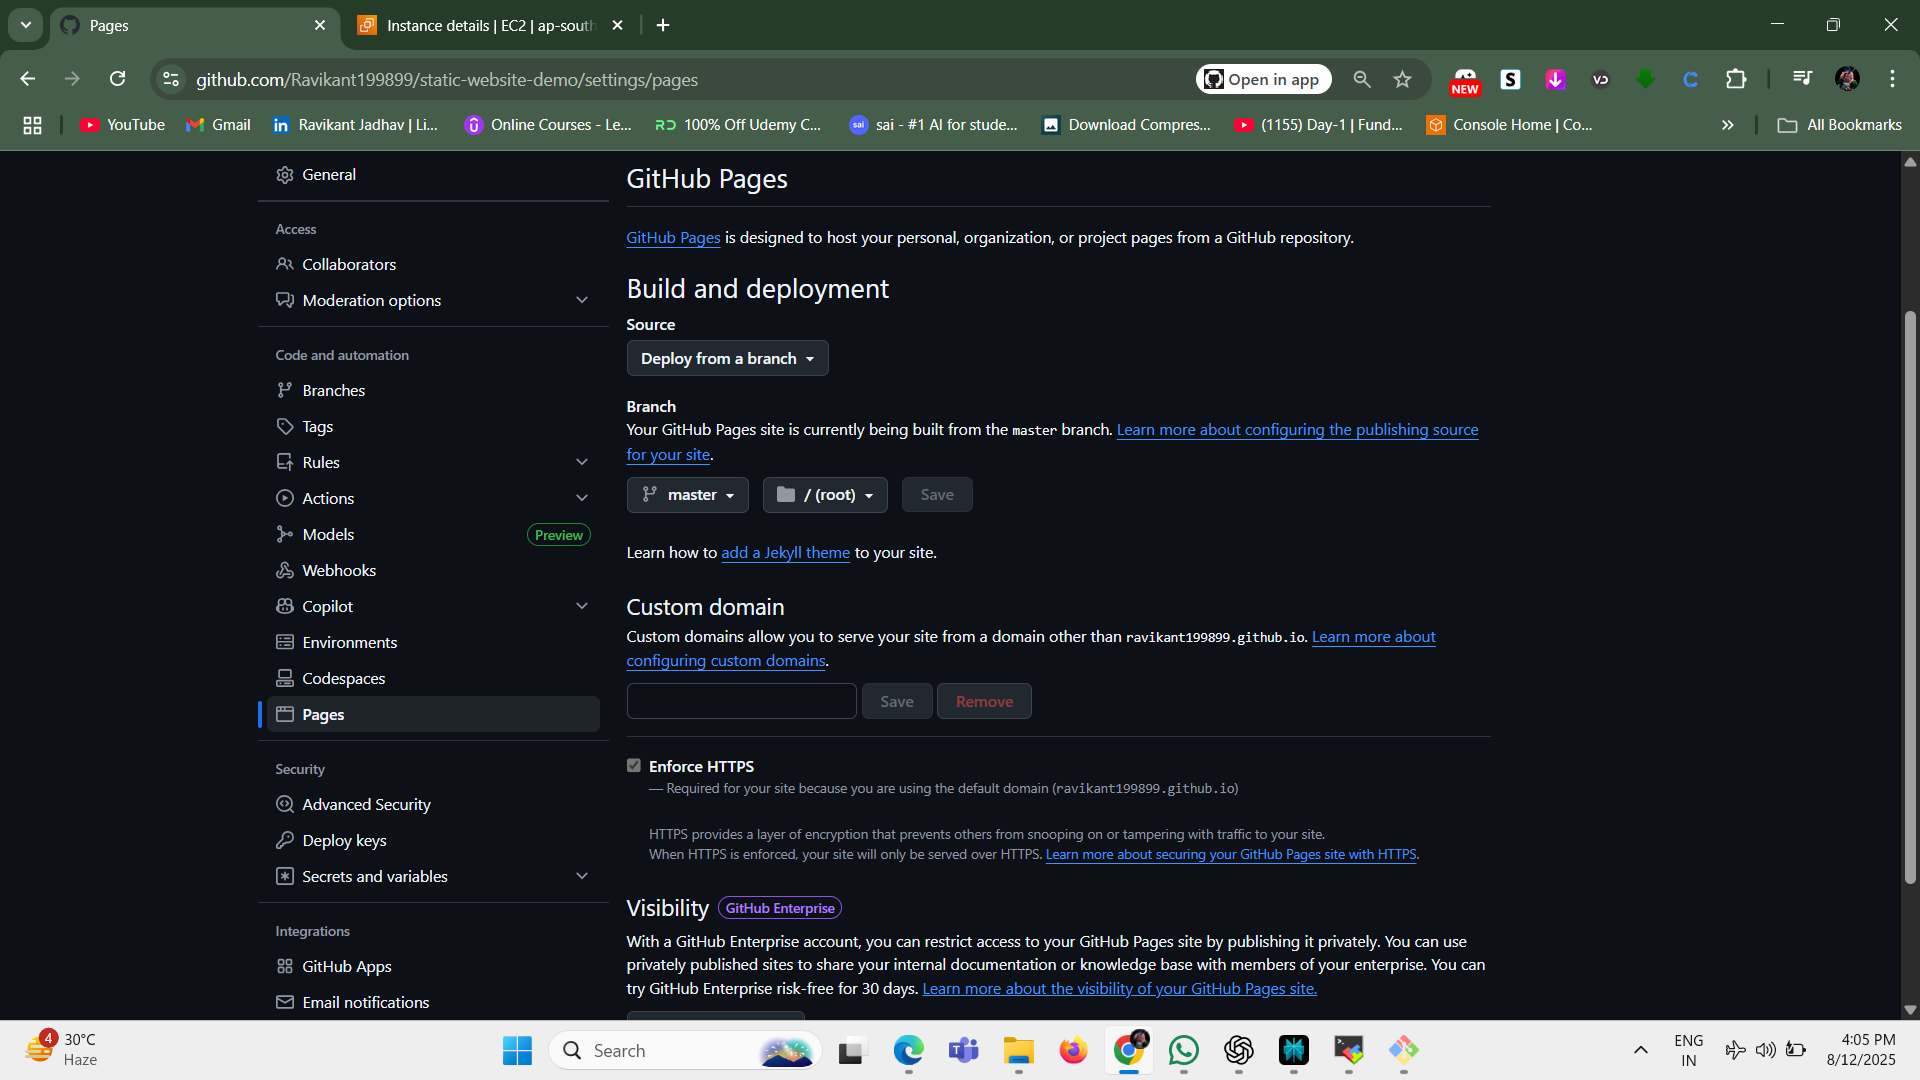 Pages
Instance details | EC2 | ap-south
github.com/Ravikant199899/static-website-demo/settings/pages
Open in app
NEW
S
VD
C
YouTube
Gmail
in Ravikant Jadhav | Li...
Online Courses - Le...
RD 100% Off Udemy C...
sai sai - #1 AI for stude...
Download Compres...
(1155) Day-1 | Fund...
Console Home | Co...
All Bookmarks
General
Access
Collaborators
Moderation options
Code and automation
Branches
Tags
Rules
Actions
Models
Preview
Webhooks
Copilot
Environments
Codespaces
Pages
Security
Advanced Security
Deploy keys
Secrets and variables
Integrations
GitHub Apps
Email notifications
GitHub Pages
GitHub Pages is designed to host your personal, organization, or project pages from a GitHub repository.
Build and deployment
Source
Deploy from a branch
Branch
Your GitHub Pages site is currently being built from the master branch. Learn more about configuring the publishing source
for your site.
master
/ (root)
Save
Learn how to add a Jekyll theme to your site.
Custom domain
Custom domains allow you to serve your site from a domain other than ravikant199899.github.io. Learn more about
configuring custom domains.
Save
Remove
Enforce HTTPS
— Required for your site because you are using the default domain (ravikant199899.github.io)
HTTPS provides a layer of encryption that prevents others from snooping on or tampering with traffic to your site.
When HTTPS is enforced, your site will only be served over HTTPS. Learn more about securing your GitHub Pages site with HTTPS.
Visibility GitHub Enterprise
With a GitHub Enterprise account, you can restrict access to your GitHub Pages site by publishing it privately. You can use
privately published sites to share your internal documentation or knowledge base with members of your enterprise. You can
try GitHub Enterprise risk-free for 30 days. Learn more about the visibility of your GitHub Pages site.
4
30°C
Haze
Search
ENG
IN
4:05 PM
8/12/2025